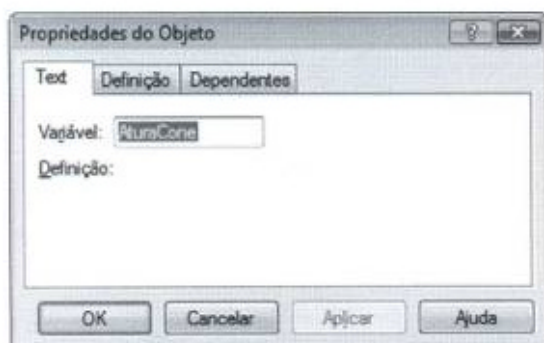 Propriedades do Objeto
Text Definição Dependentes
Variável: AlturaCone
Definição:
OK Cancelar Aplicar Ajuda